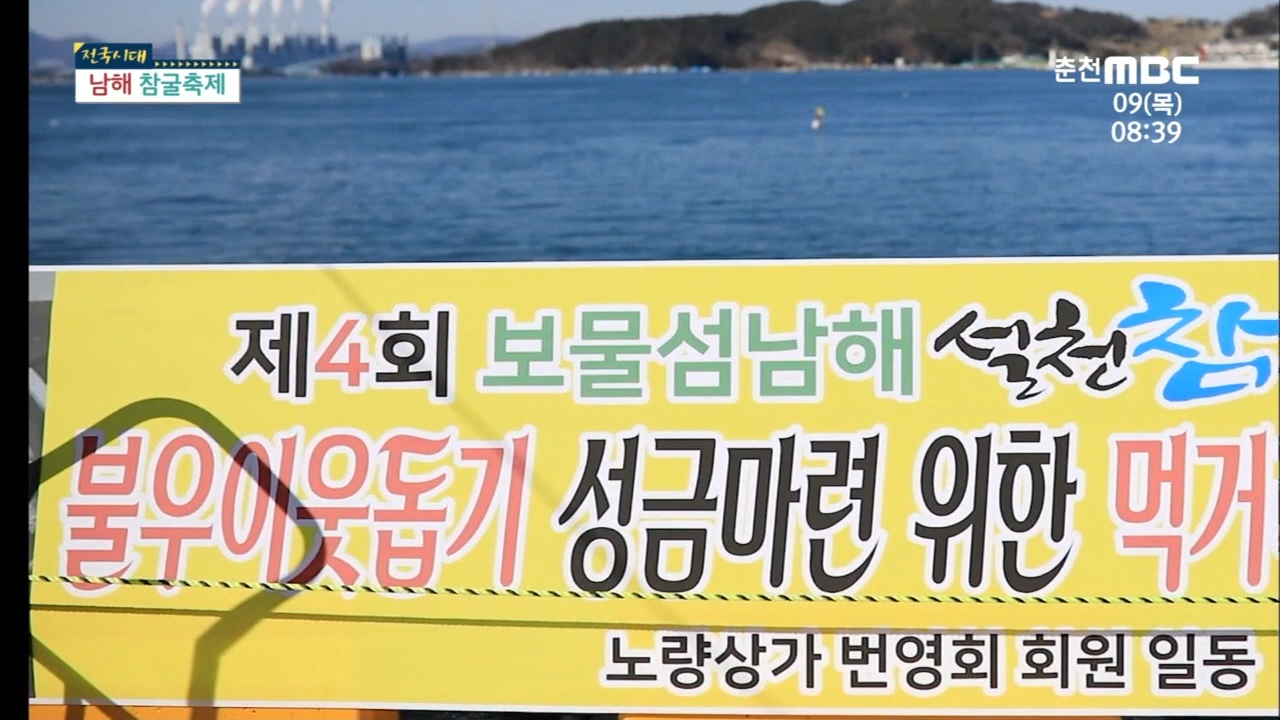 전국시대
남해 참굴축제
춘천MBC
09(목)
08:39
제4회 보물섬남해 설천참
불우이웃돕기 성금마련 위한 먹거
노량상가 번영회 회원 일동